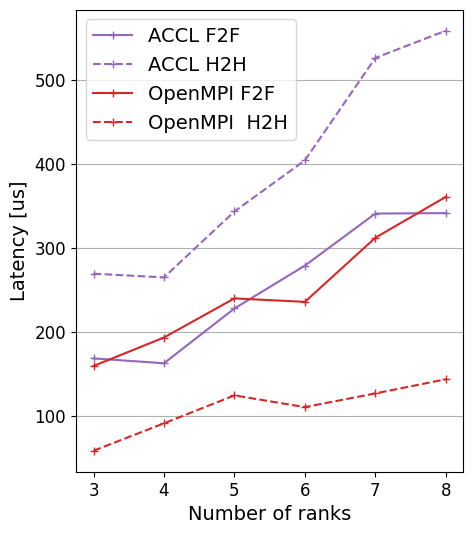 ACCL F2F
ACCL H2H
OpenMPI F2F
OpenMPI  H2H
500
400
300
200
100
Latency [us]
3 4 5 6 7 8
Number of ranks